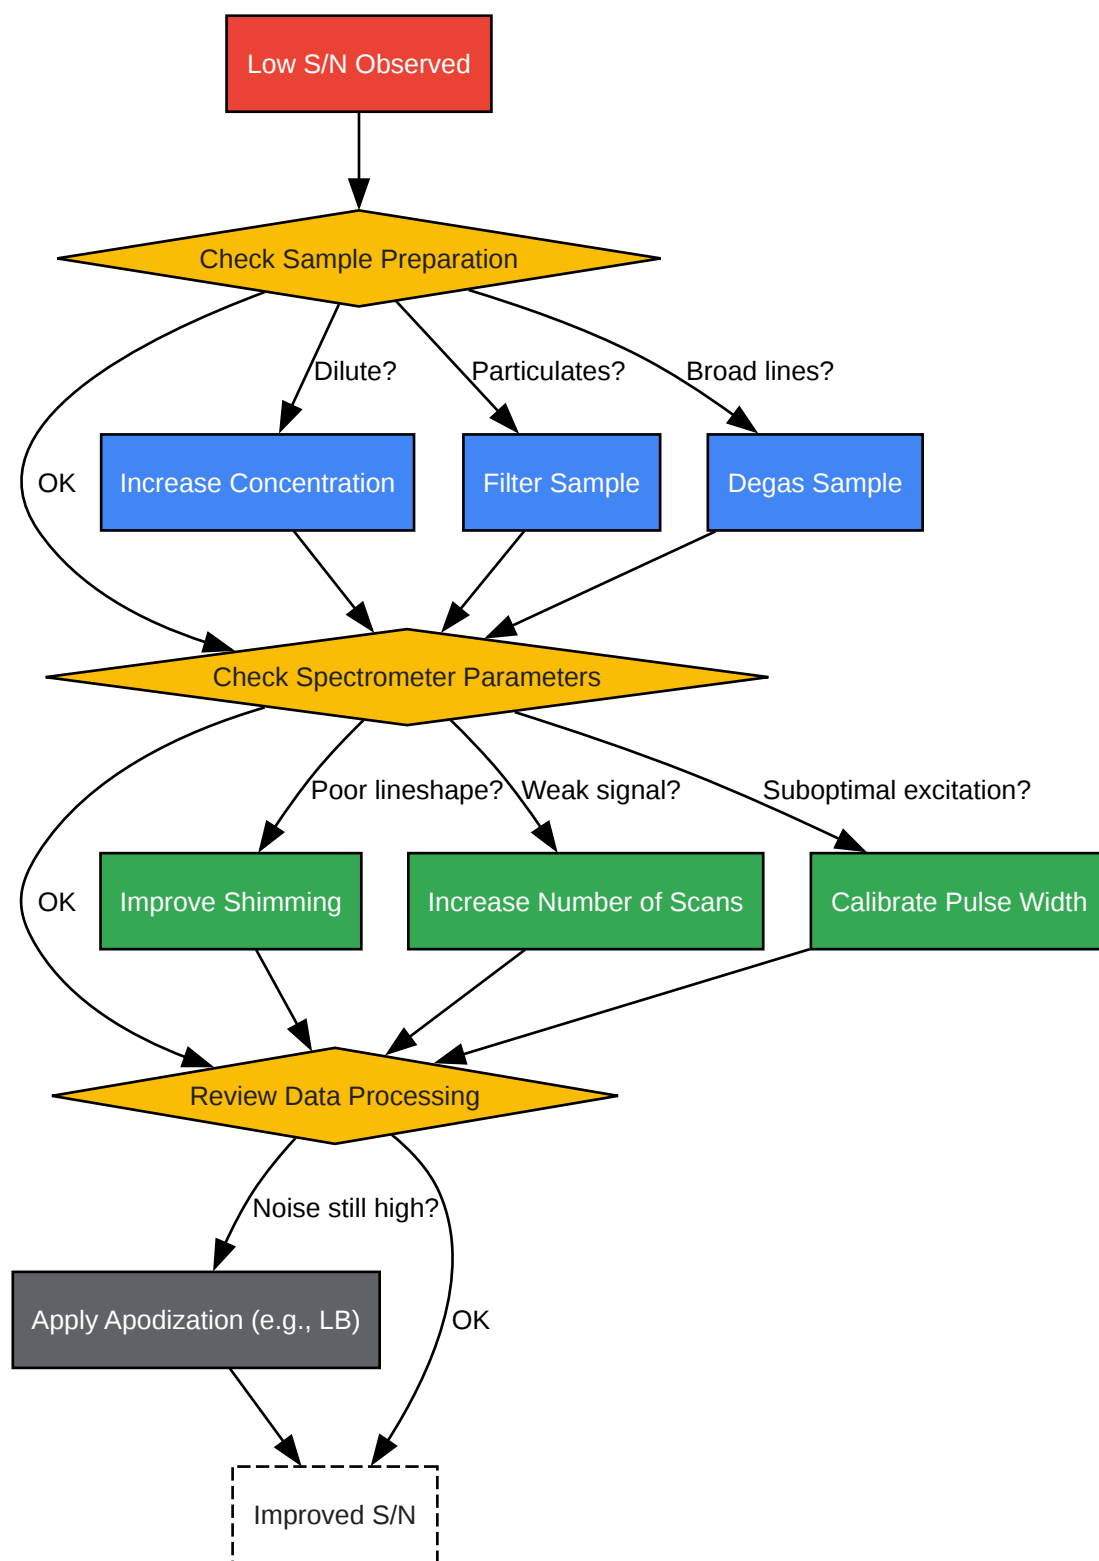 Low S/N Observed
Check Sample Preparation
Dilute?
Particulates?
Broad lines?
OK
Increase Concentration
Filter Sample
Degas Sample
Check Spectrometer Parameters
Poor lineshape?
Weak signal?
Suboptimal excitation?
OK
Improve Shimming
Increase Number of Scans
Calibrate Pulse Width
Review Data Processing
Noise still high?
Apply Apodization (e.g., LB)
OK
Improved S/N